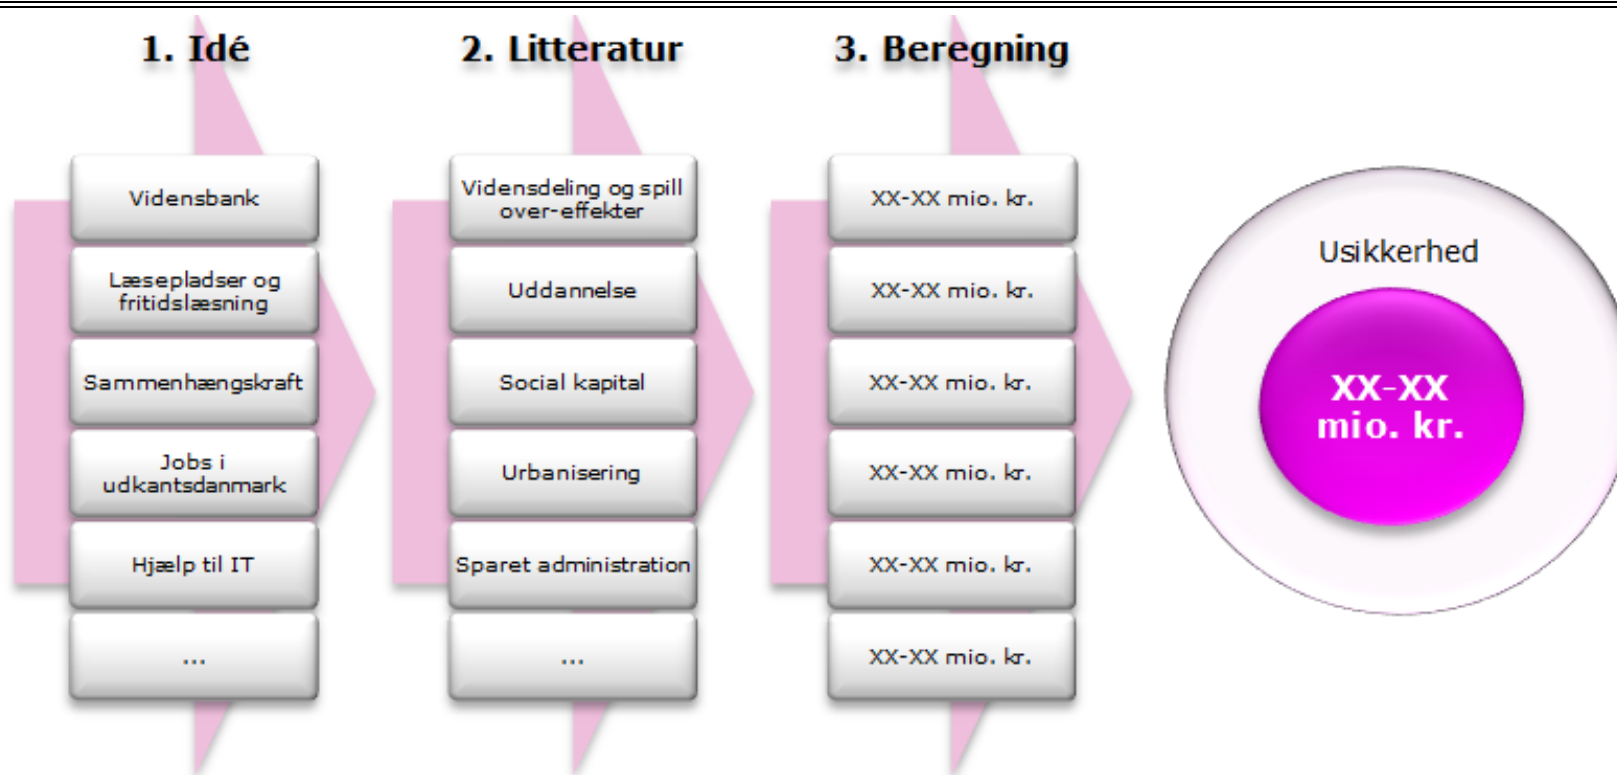 1. Idé
Vidensbank
Læsepladser og
fritidslæsning
Sammenhængskraft
Jobs i
udkantsdanmark
Hjælp til IT
...
2. Litteratur
Vidensdeling og spill
over-effekter
Uddannelse
Social kapital
Urbanisering
Sparet administration
...
3. Beregning
XX-XX mio. kr.
XX-XX mio. kr.
XX-XX mio. kr.
XX-XX mio. kr.
XX-XX mio. kr.
XX-XX mio. kr.
Usikkerhed
XX-XX
mio. kr.